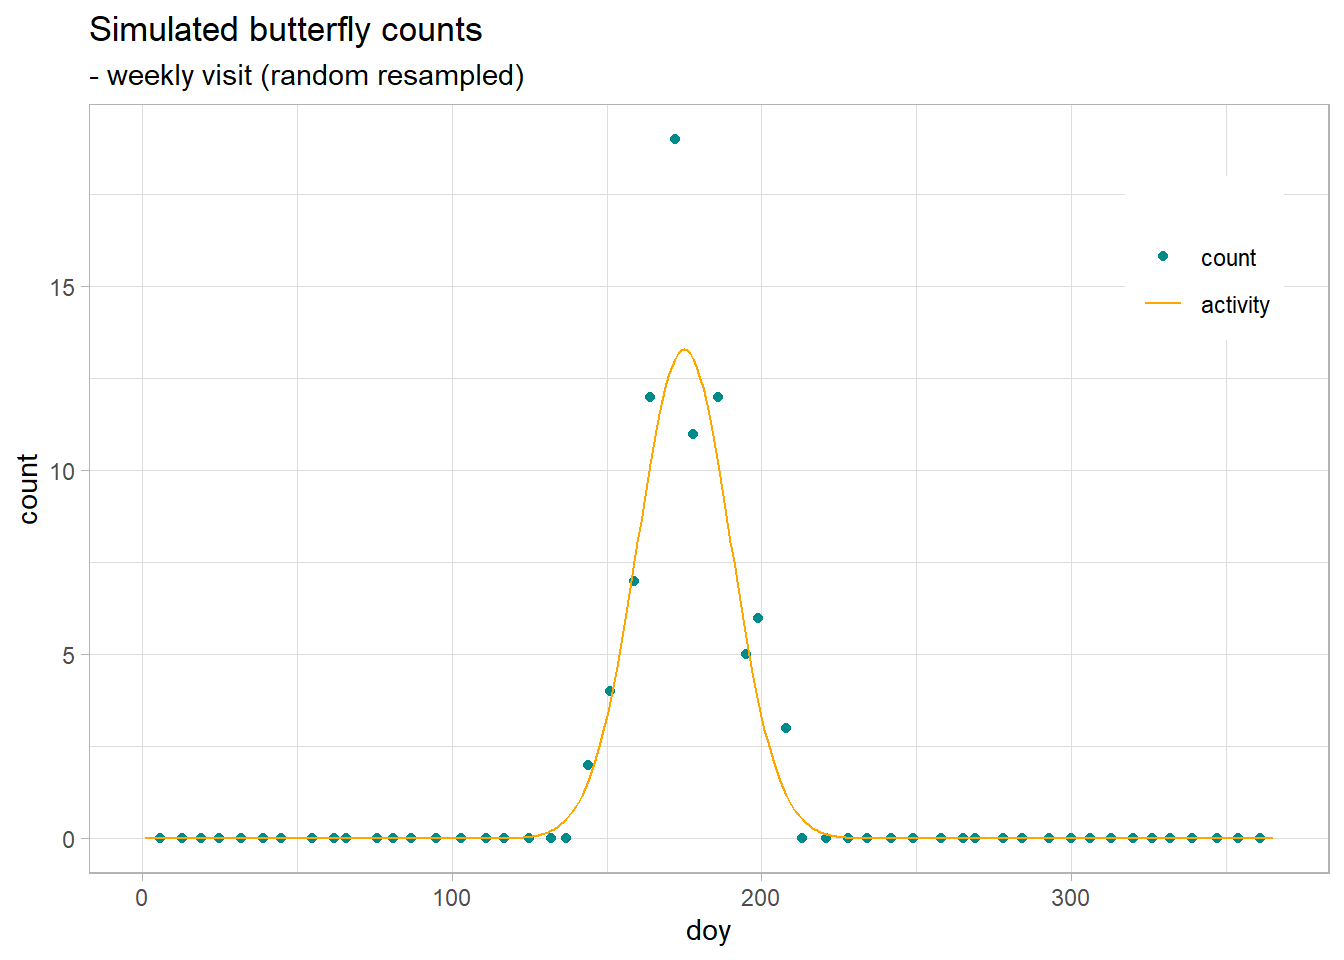 Simulated butterfly counts
- weekly visit (random resampled)
count
activity
15
10
5
0
count
0
100
200
300
doy